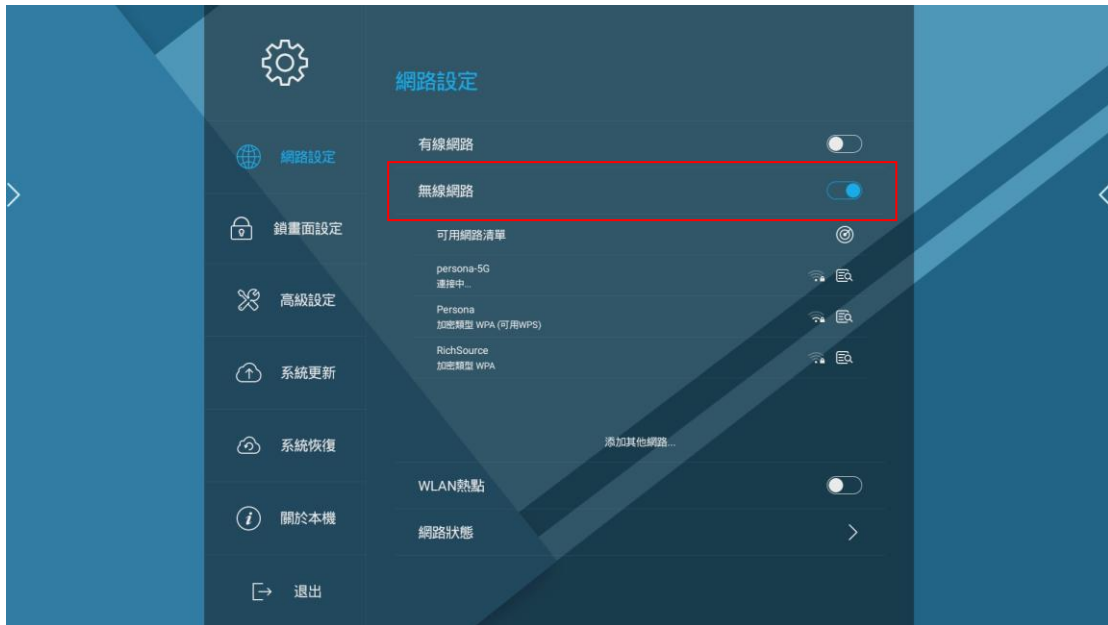 網路設定
網路設定
鎖畫面設定
高級設定
系統更新
系統恢復
關於本機
退出
有線網路
無線網路
可用網路清單
persona-5G
連接中...
Persona
加密類型 WPA (可用WPS)
RichSource
加密類型 WPA
添加其他網路...
WLAN熱點
網路狀態